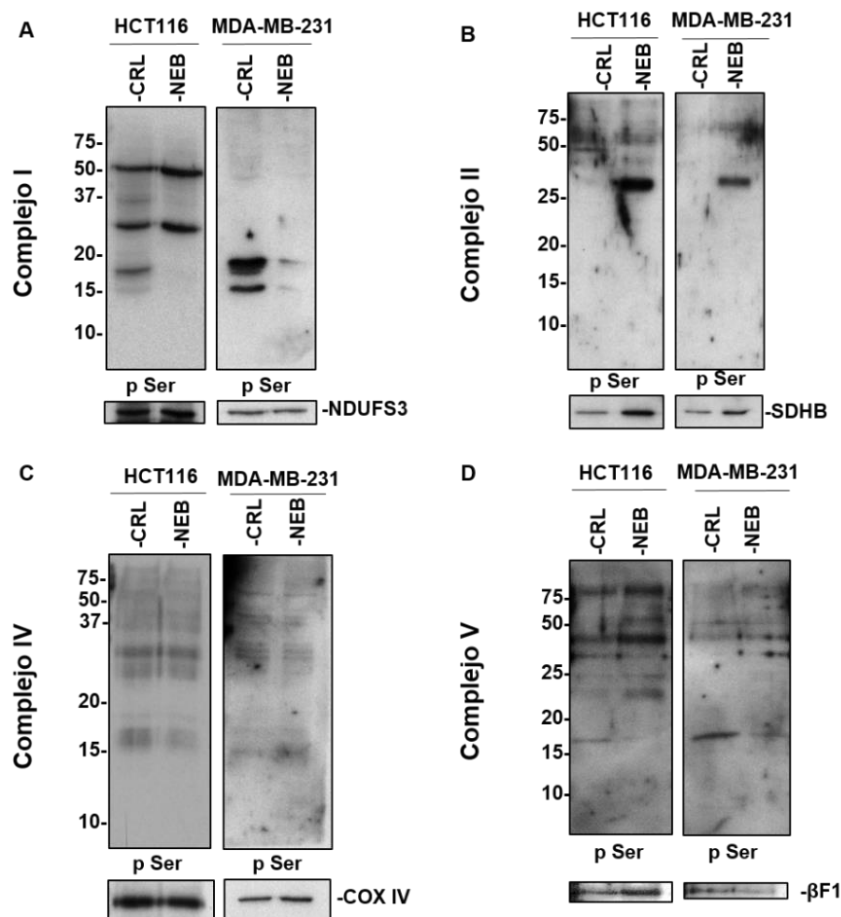 A
HCT116 MDA-MB-231
-CRL -NEB -CRL -NEB
Complejo I
75-
50-
37-
20-
15-
10-
p Ser p Ser
-NDUFS3
B
HCT116 MDA-MB-231
-CRL -NEB -CRL -NEB
Complejo II
75-
50-
25-
20-
15-
10-
p Ser p Ser
-SDHB
C
HCT116 MDA-MB-231
-CRL -NEB -CRL -NEB
Complejo IV
75-
50-
37-
20-
15-
10-
p Ser p Ser
-COX IV
D
HCT116 MDA-MB-231
-CRL -NEB -CRL -NEB
Complejo V
75-
50-
25-
20-
15-
10-
p Ser p Ser
-βF1